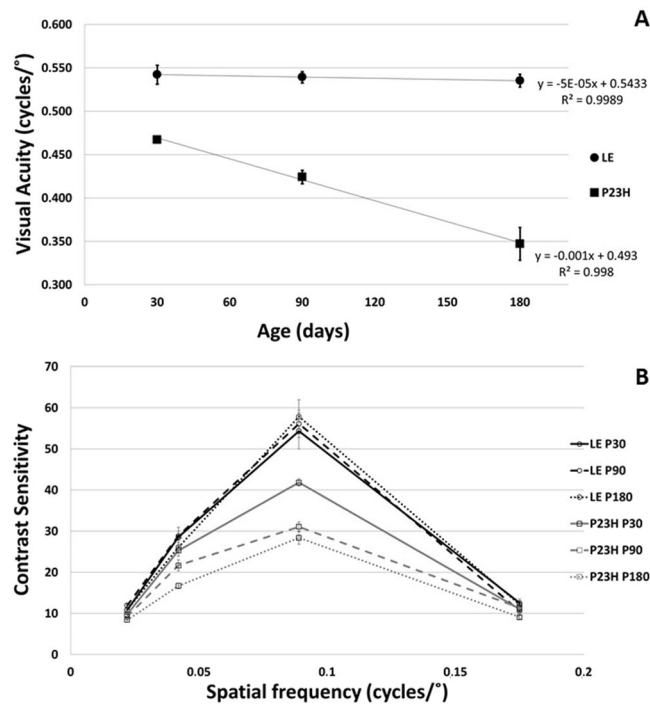 A
Visual Acuity (cycles/°)
0.600
0.550
0.500
0.450
0.400
0.350
0.300
y = -5E-05x + 0.5433
R² = 0.9989
LE
P23H
y = -0.001x + 0.493
R² = 0.998
0 30 60 90 120 150 180
Age (days)
B
Contrast Sensitivity
70
60
50
40
30
20
10
0
LE P30
LE P90
LE P180
P23H P30
P23H P90
P23H P180
0 0.05 0.1 0.15 0.2
Spatial frequency (cycles/°)